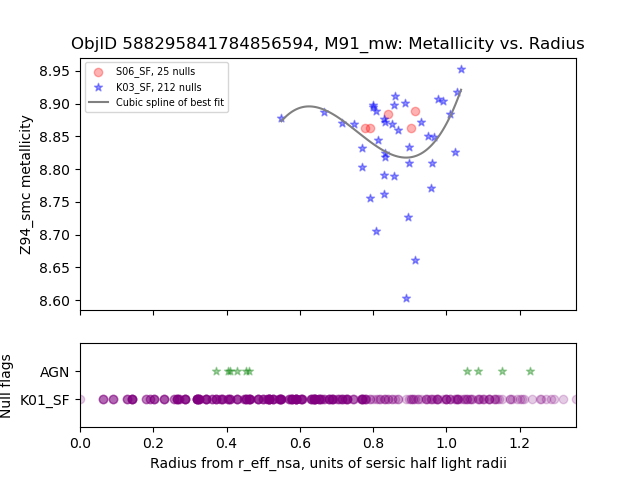 ObjID 588295841784856594, M91_mw: Metallicity vs. Radius
S06_SF, 25 nulls
K03_SF, 212 nulls
Cubic spline of best fit
Z94_smc metallicity
8.95
8.90
8.85
8.80
8.75
8.70
8.65
8.60
Null flags
AGN
K01_SF
0.0 0.2 0.4 0.6 0.8 1.0 1.2
Radius from r_eff_nsa, units of sersic half light radii